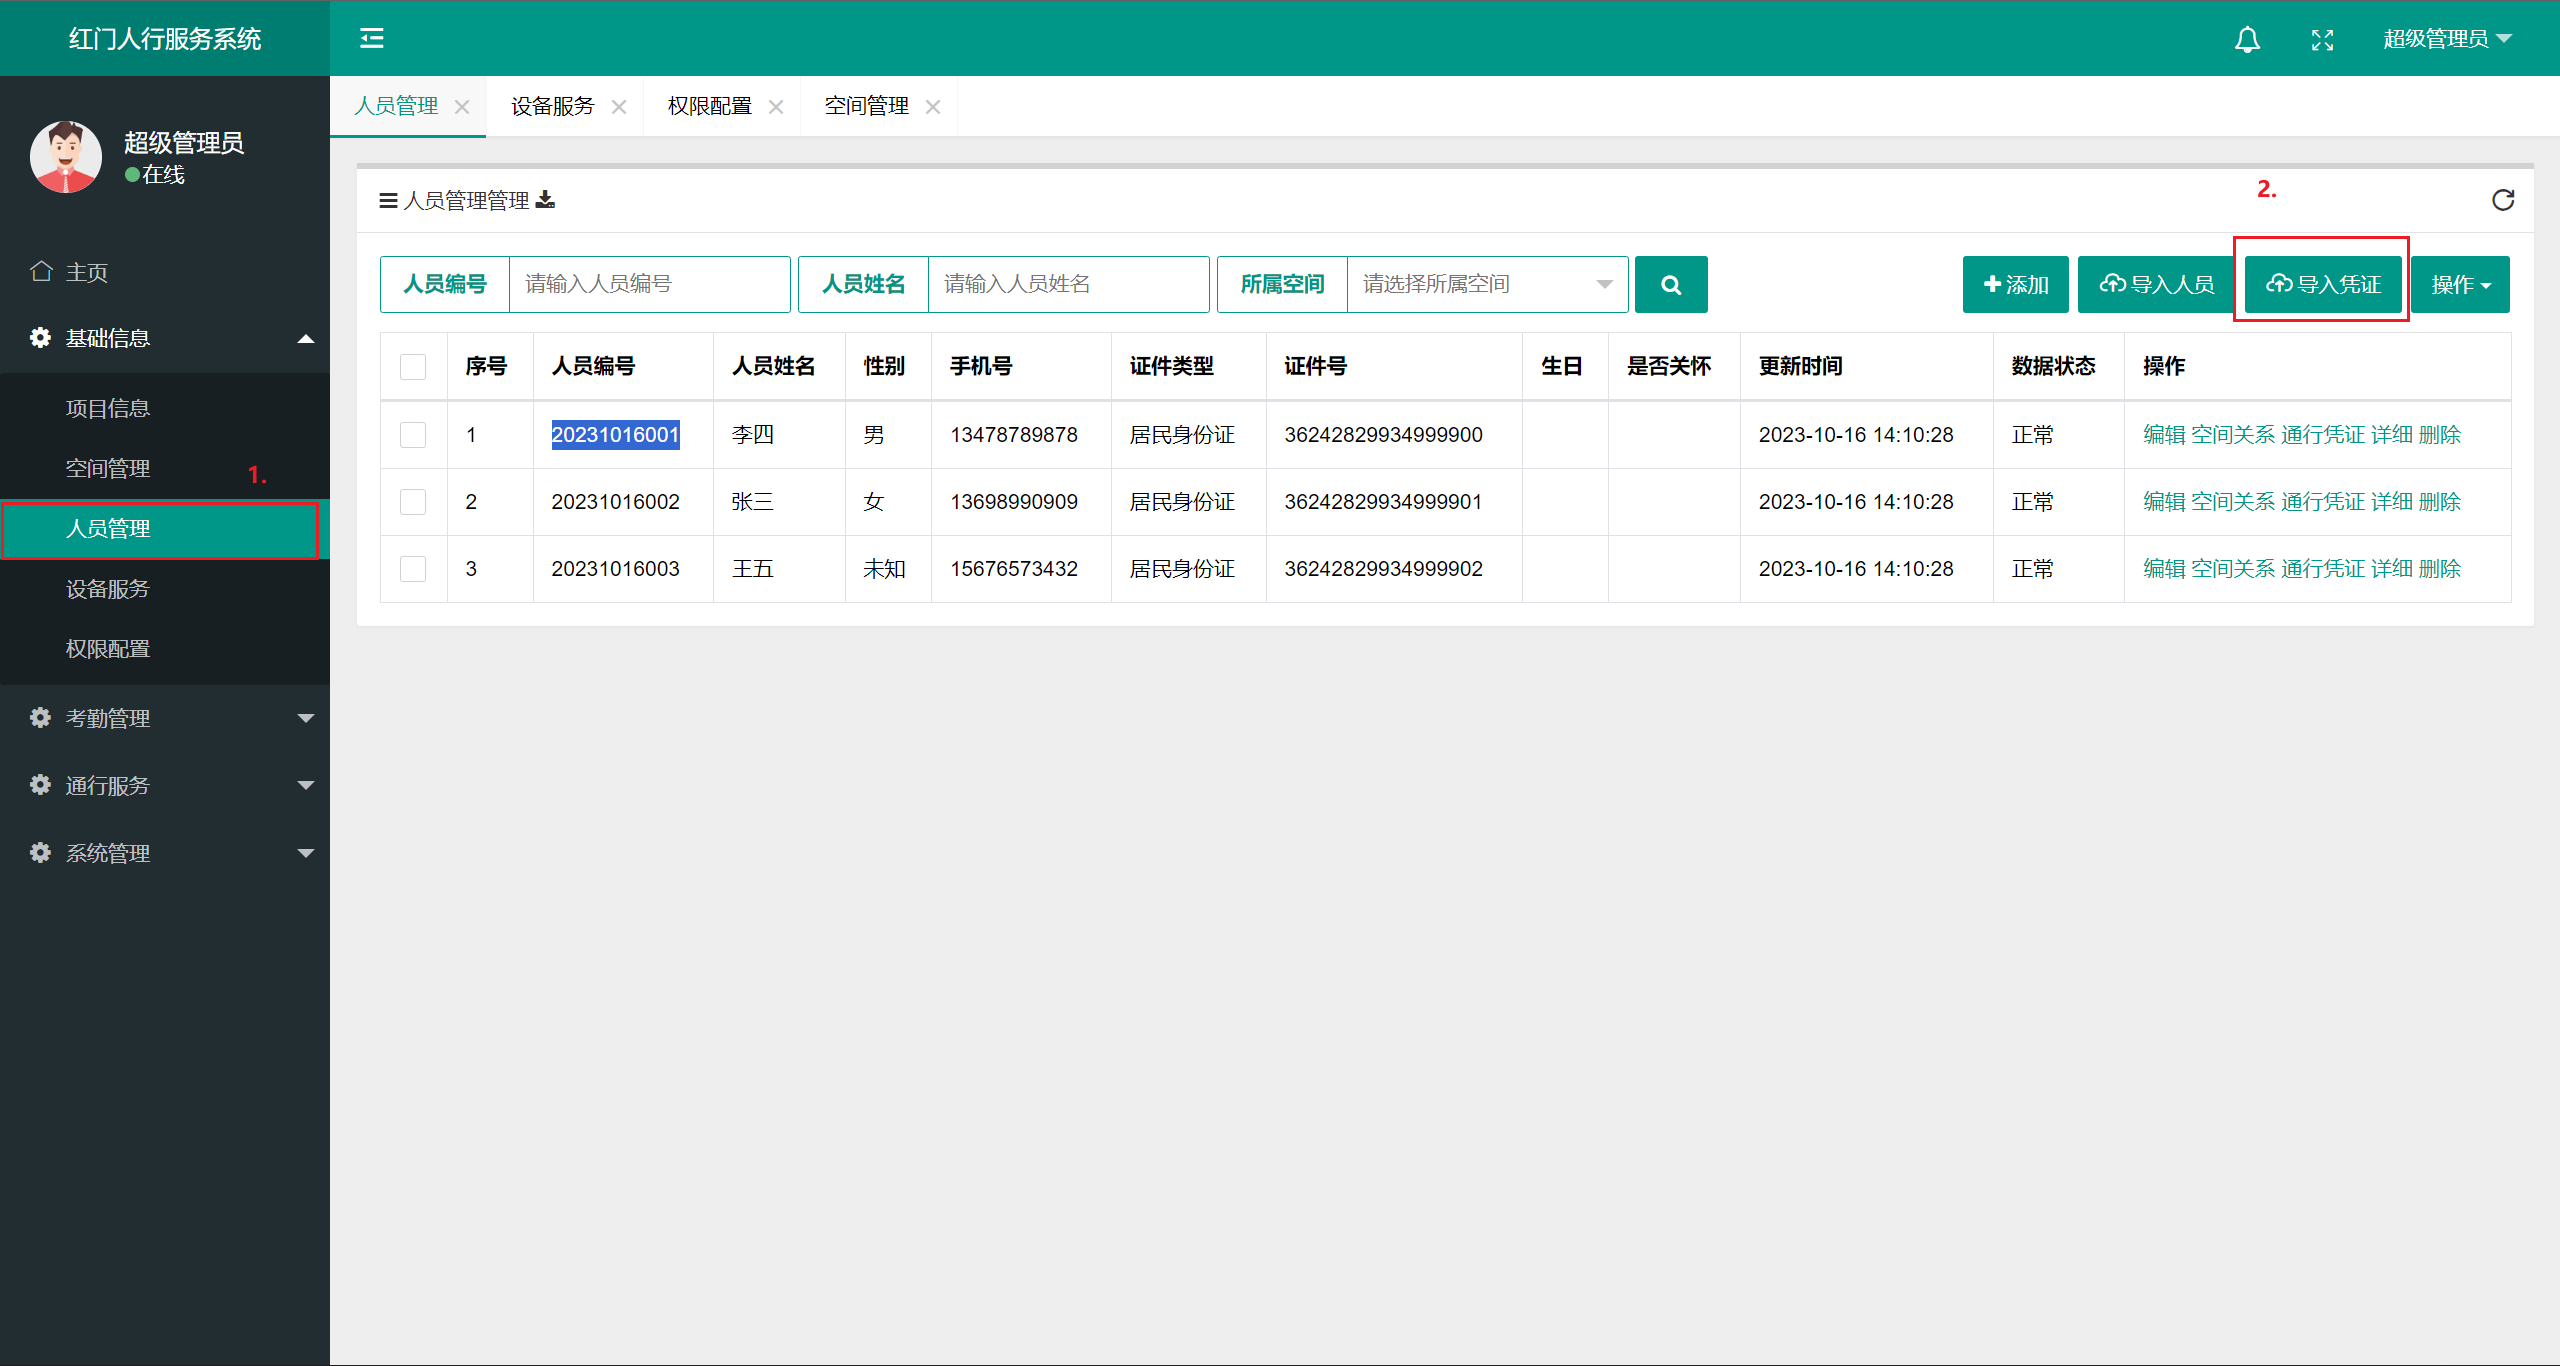 红门人行服务系统
超级管理员
人员管理 设备服务 权限配置 空间管理
超级管理员
在线
人员管理管理
2.
主页
基础信息
项目信息
空间管理
1.
人员管理
设备服务
权限配置
考勤管理
通行服务
系统管理
人员编号 请输入人员编号 人员姓名 请输入人员姓名 所属空间 请选择所属空间 添加 导入人员 导入凭证 操作
序号 人员编号 人员姓名 性别 手机号 证件类型 证件号 生日 是否关怀 更新时间 数据状态 操作
1 20231016001 李四 男 13478789878 居民身份证 36242829934999900 2023-10-16 14:10:28 正常 编辑 空间关系 通行凭证 详细 删除
2 20231016002 张三 女 13698990909 居民身份证 36242829934999901 2023-10-16 14:10:28 正常 编辑 空间关系 通行凭证 详细 删除
3 20231016003 王五 未知 15676573432 居民身份证 36242829934999902 2023-10-16 14:10:28 正常 编辑 空间关系 通行凭证 详细 删除